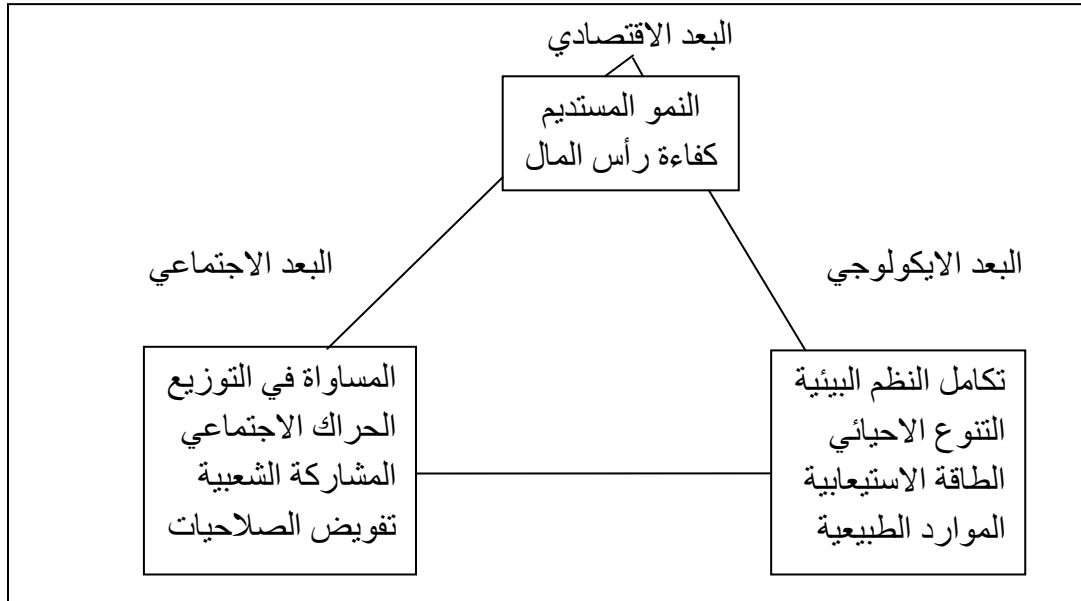 البعد الاقتصادي
النمو المستديم
كفاءة رأس المال
البعد الايكولوجي
البعد الاجتماعي
تكامل النظم البيئية
التنوع الاحيائي
الطاقة الاستيعابية
الموارد الطبيعية
المساواة في التوزيع
الحراك الاجتماعي
المشاركة الشعبية
تفويض الصلاحيات